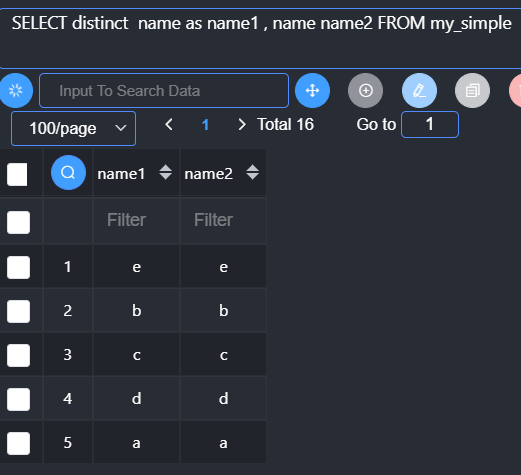 SELECT distinct  name as name1 , name name2 FROM my_simple
Input To Search Data
100/page 1 Total 16 Go to 1
name1 name2
Filter Filter
1 e e
2 b b
3 c c
4 d d
5 a a